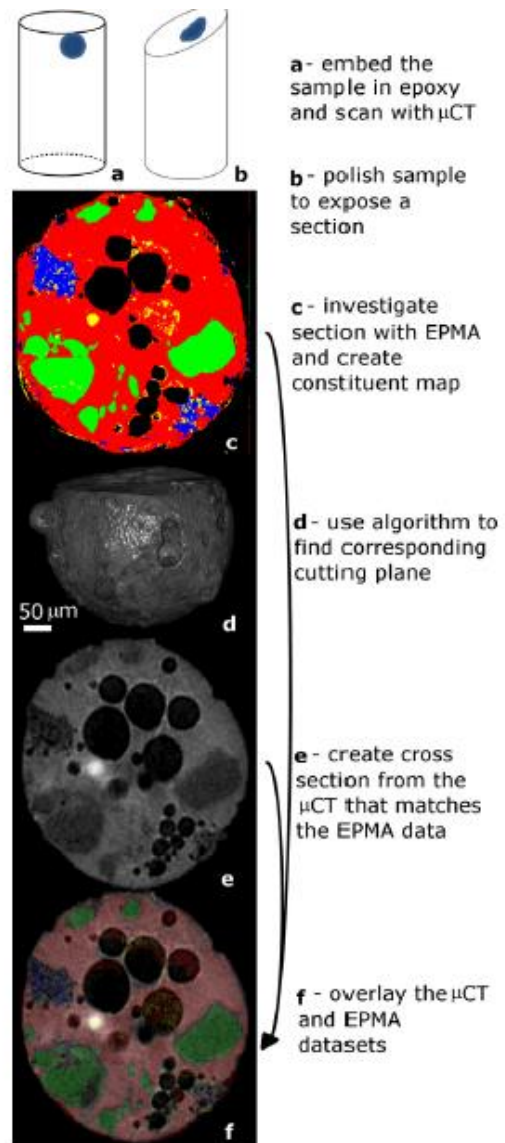 a
b
a - embed the
sample in epoxy
and scan with μCT
b - polish sample
to expose a
section
c - investigate
section with EPMA
and create
constituent map
c
d - use algorithm to
find corresponding
cutting plane
50 μm
d
e - create cross
section from the
μCT that matches
the EPMA data
e
f - overlay the μCT
and EPMA
datasets
f